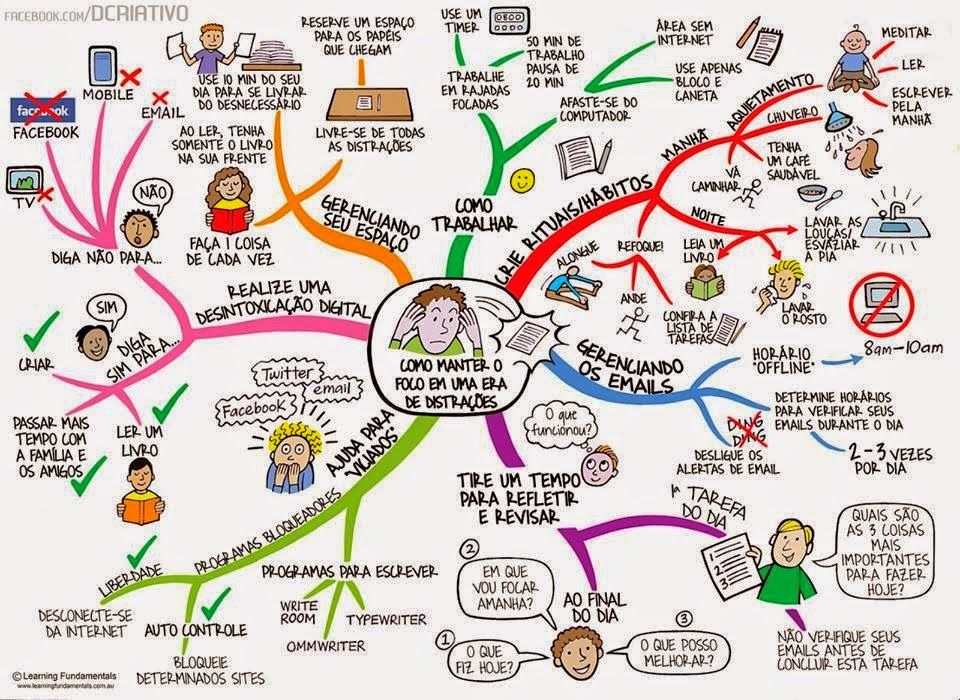 FACEBOOK.COM/DCRIATIVO
COMO MANTER O
FOCO EM UMA ERA
DE DISTRAÇÕES
GERENCIANDO
SEU ESPAÇO
RESERVE UM ESPAÇO
PARA OS PAPÉIS
QUE CHEGAM
USE 10 MIN DO SEU
DIA PARA SE LIVRAR
DO DESNECESSÁRIO
LIVRE-SE DE TODAS
AS DISTRAÇÕES
AO LER, TENHA
SOMENTE O LIVRO
NA SUA FRENTE
FAÇA 1 COISA
DE CADA VEZ
COMO
TRABALHAR
USE UM
TIMER
50 MIN DE
TRABALHO
PAUSA DE
20 MIN
TRABALHE
EM RAJADAS
FOCADAS
ÁREA SEM
INTERNET
USE APENAS
BLOCO E
CANETA
AFASTE-SE DO
COMPUTADOR
CRIE RITUAIS/HÁBITOS
MANHÃ
AQUIETAMENTO
MEDITAR
LER
ESCREVER
PELA
MANHÃ
CHUVEIRO
TENHA
UM CAFÉ
SAUDÁVEL
VÁ
CAMINHAR
NOITE
LAVAR AS
LOUÇAS/
ESVAZIAR
A PIA
LAVAR
O ROSTO
LEIA UM
LIVRO
REFOQUE!
ALONGUE
ANDE
CONFIRA A
LISTA DE
TAREFAS
GERENCIANDO
OS EMAILS
HORÁRIO
"OFFLINE"
8am-10am
DETERMINE HORÁRIOS
PARA VERIFICAR SEUS
EMAILS DURANTE O DIA
2-3 VEZES
POR DIA
DING
DING
DESLIGUE OS
ALERTAS DE EMAIL
TIRE UM TEMPO
PARA REFLETIR
E REVISAR
O que
funcionou?
1ª TAREFA
DO DIA
1
2
3
QUAIS SÃO
AS 3 COISAS
MAIS
IMPORTANTES
PARA FAZER
HOJE?
NÃO VERIFIQUE SEUS
EMAILS ANTES DE
CONCLUIR ESTA TAREFA
AO FINAL
DO DIA
1
O QUE
FIZ HOJE?
2
EM QUE
VOU FOCAR
AMANHA?
3
O QUE POSSO
MELHORAR?
AJUDA PARA
"VICIADOS"
Twitter
email
Facebook
PROGRAMAS BLOQUEADORES
LIBERDADE
DESCONECTE-SE
DA INTERNET
AUTO CONTROLE
BLOQUEIE
DETERMINADOS SITES
PROGRAMAS PARA ESCREVER
WRITE
ROOM
OMMWRITER
TYPEWRITER
REALIZE UMA
DESINTOXICAÇÃO DIGITAL
DIGA NÃO PARA...
NÃO
facebook
FACEBOOK
MOBILE
EMAIL
TV
DIGA
SIM PARA...
SIM
CRIAR
PASSAR MAIS
TEMPO COM
A FAMÍLIA E
OS AMIGOS
LER UM
LIVRO
© Learning Fundamentals
www.learningfundamentals.com.au